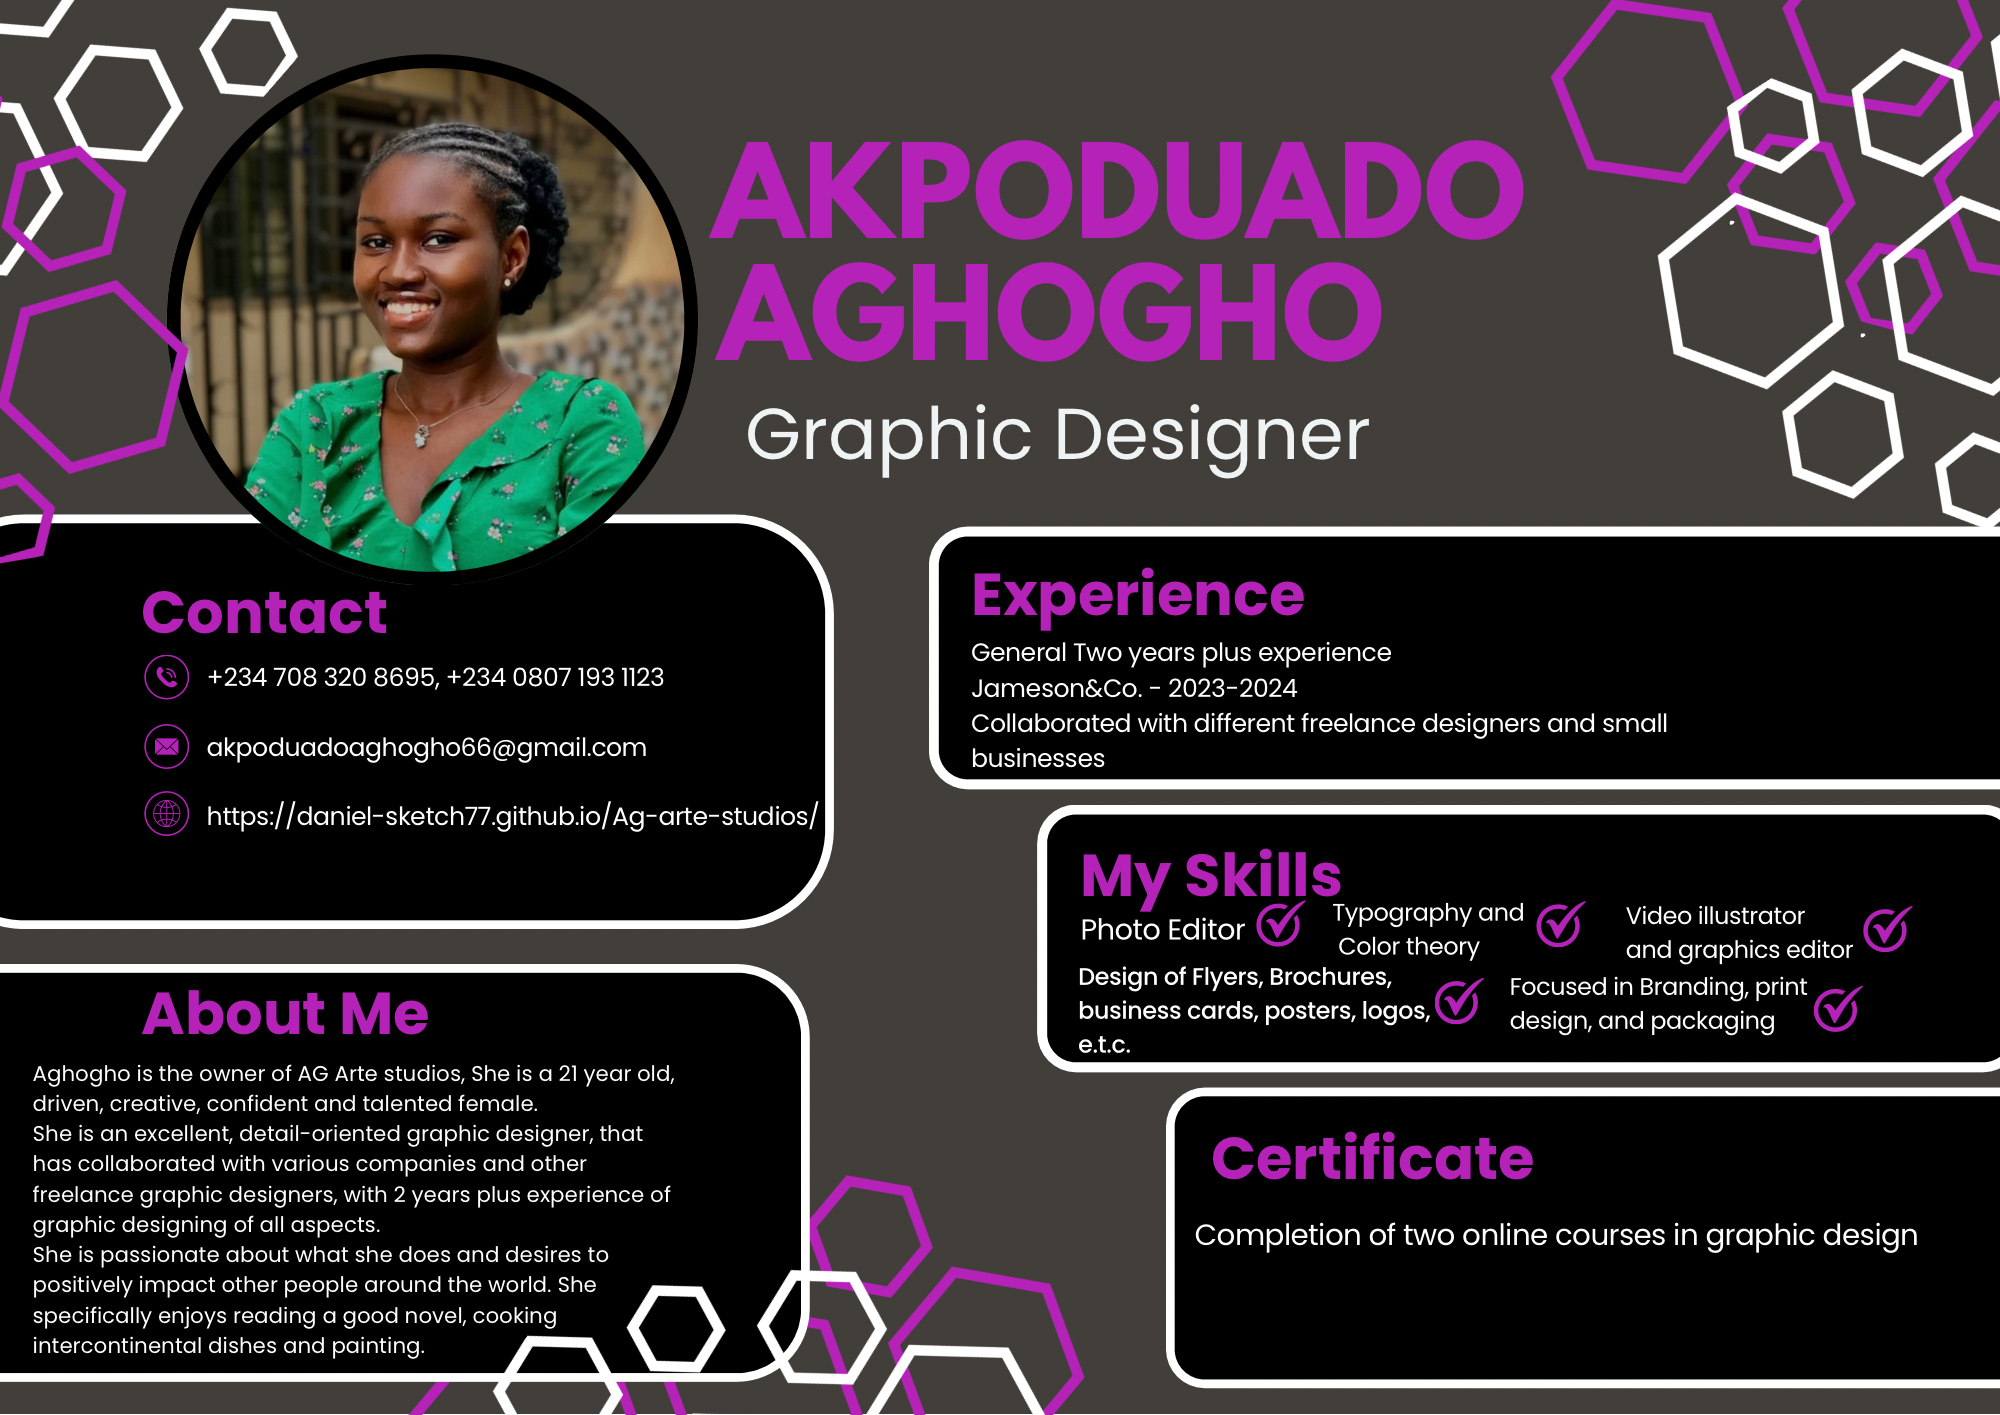 AKPODUADO
AGHOGHO
Graphic Designer
Contact
+234 708 320 8695, +234 0807 193 1123
akpoduadoaghogho66@gmail.com
https://daniel-sketch77.github.io/Ag-arte-studios/
About Me
Aghogho is the owner of AG Arte studios, She is a 21 year old,
driven, creative, confident and talented female.
She is an excellent, detail-oriented graphic designer, that
has collaborated with various companies and other
freelance graphic designers, with 2 years plus experience of
graphic designing of all aspects.
She is passionate about what she does and desires to
positively impact other people around the world. She
specifically enjoys reading a good novel, cooking
intercontinental dishes and painting.
Experience
General Two years plus experience
Jameson&Co. - 2023-2024
Collaborated with different freelance designers and small
businesses
My Skills
Photo Editor
Typography and
Color theory
Video illustrator
and graphics editor
Design of Flyers, Brochures,
business cards, posters, logos,
e.t.c.
Focused in Branding, print
design, and packaging
Certificate
Completion of two online courses in graphic design